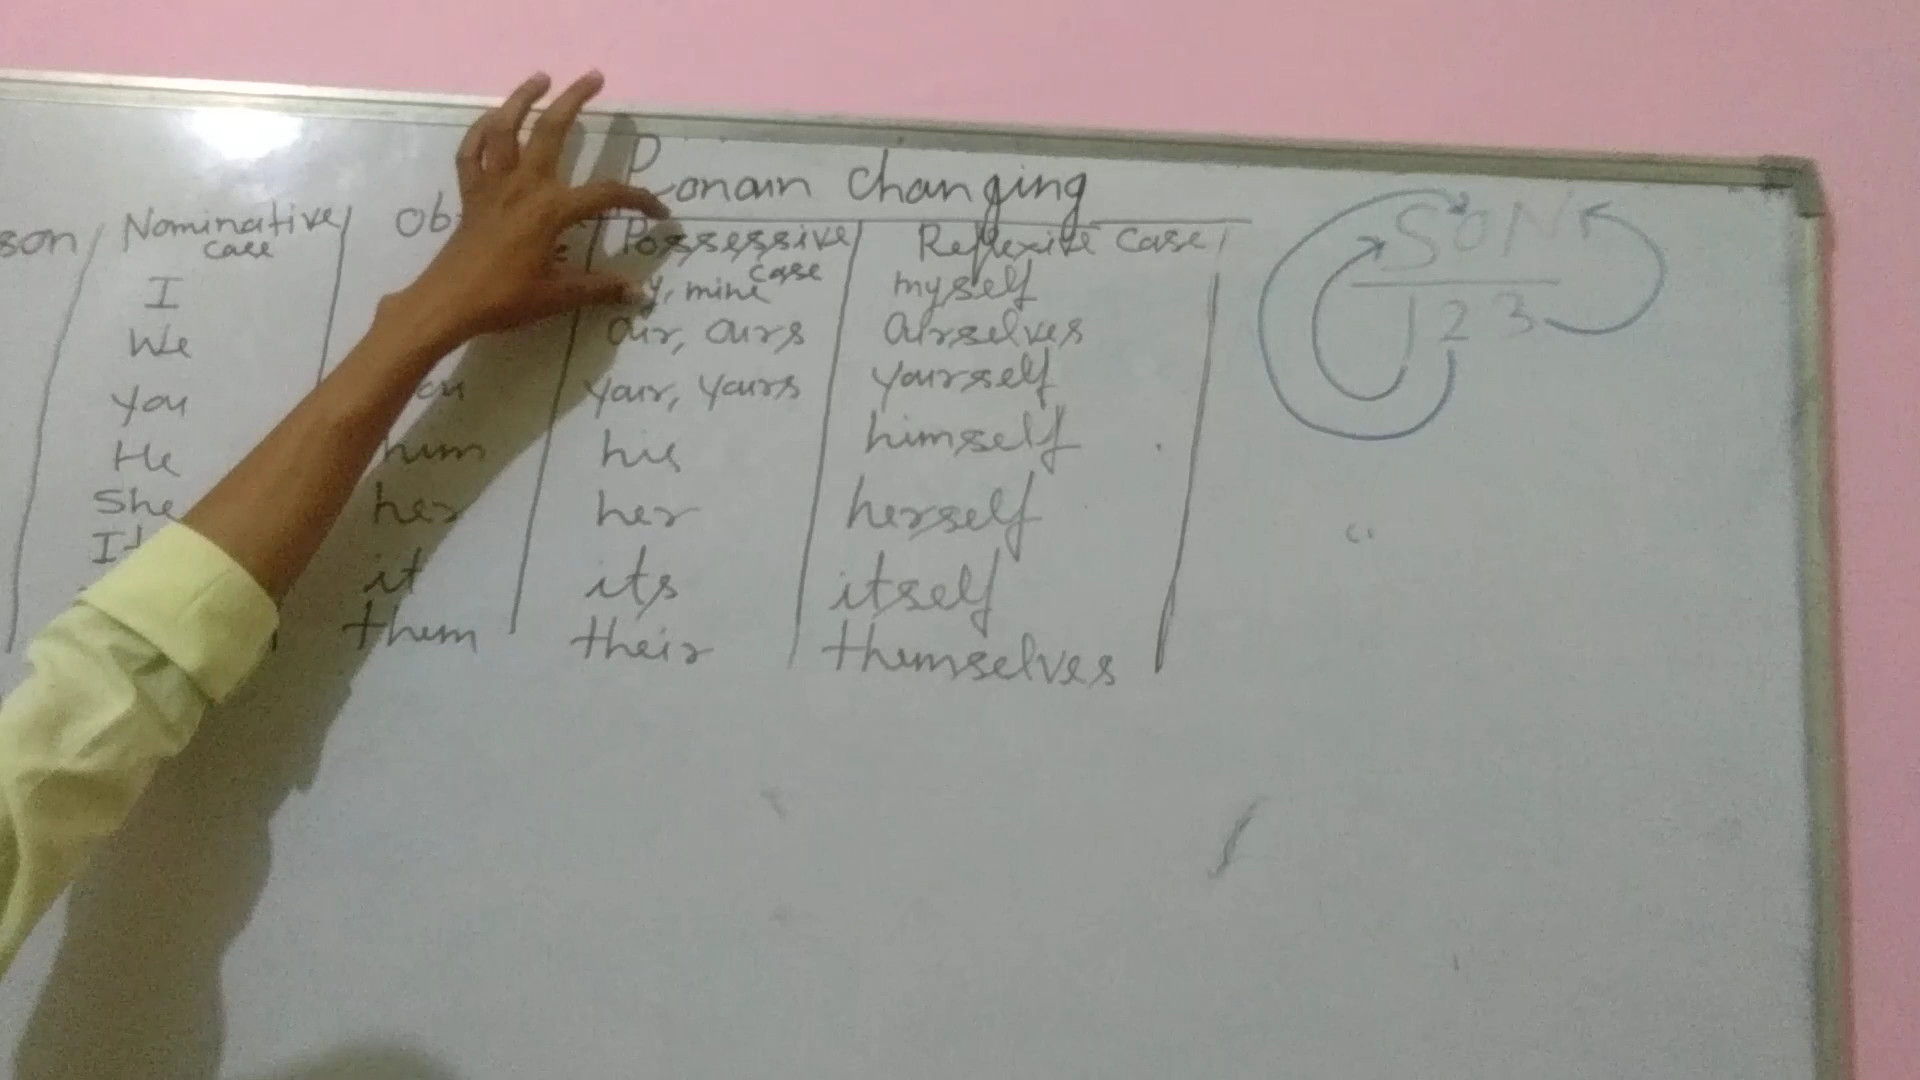 Pronoun Changing
son / Nominative case / Ob / Possessive case / Reflexive case /
I mine myself
We our, ours ourselves
you your, yours yourself
He him his himself
She her her herself
It it its itself
them their themselves
SON
1 2 3